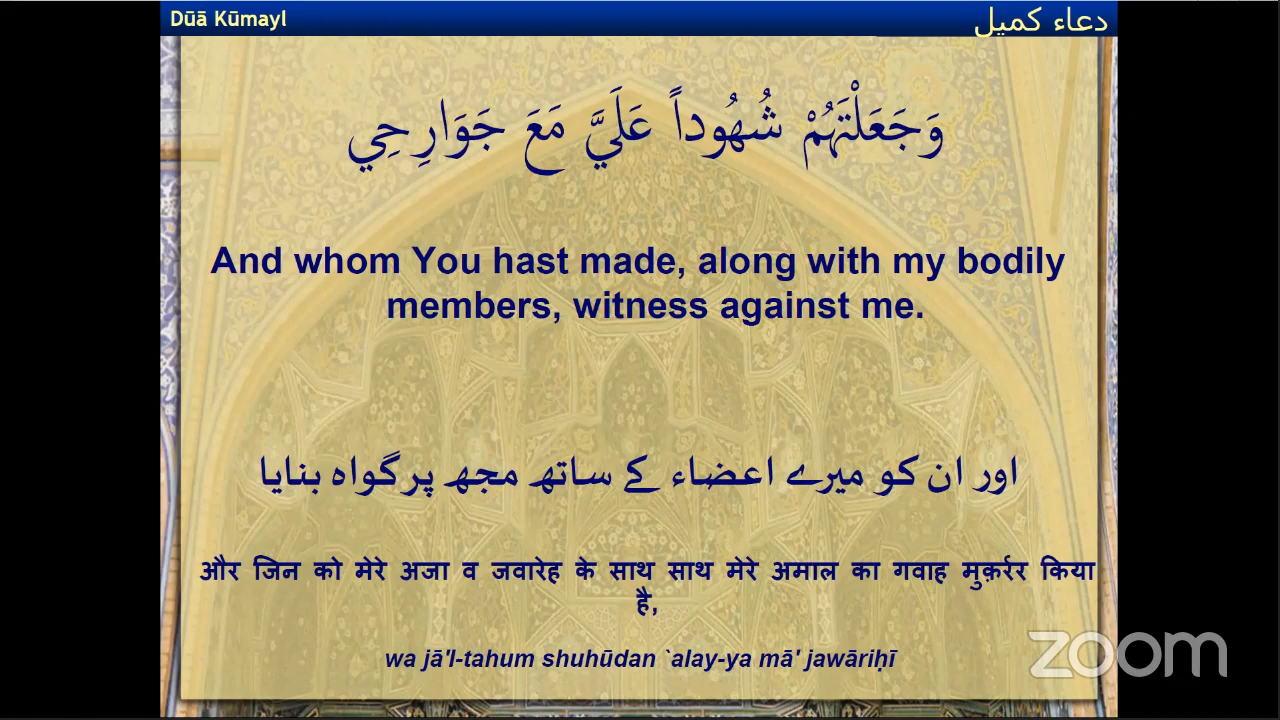 Dūā Kūmayl
دعاء كميل
وَجَعَلْتَهُمْ شُهُوداً عَلَيَّ مَعَ جَوَارِحِي
And whom You hast made, along with my bodily
members, witness against me.
اور ان کو میرے اعضاء کے ساتھ مجھ پر گواہ بنایا
और जिन को मेरे अजा व जवारेह के साथ साथ मेरे अमाल का गवाह मुक़र्रर किया
है,
wa jā'l-tahum shuhūdan `alay-ya mā' jawāriḥī
zoom